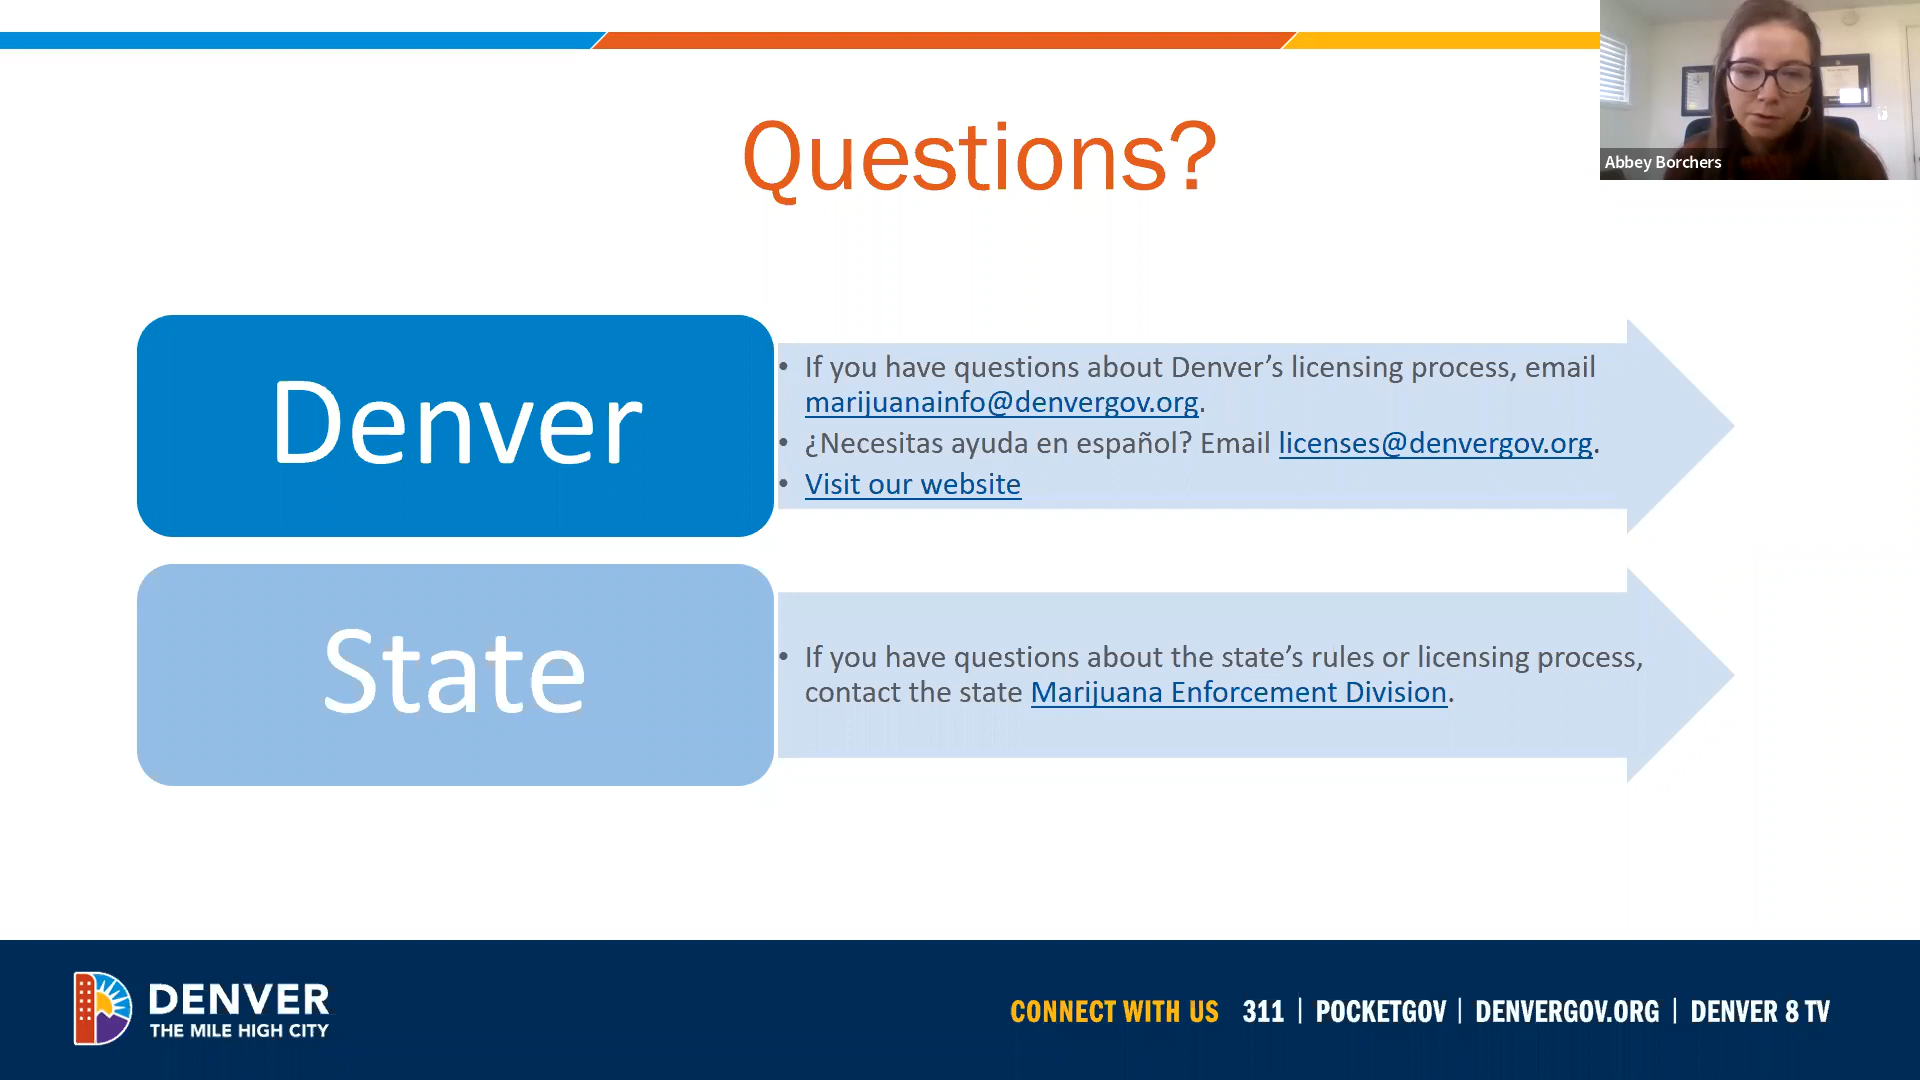 Questions?
Abbey Borchers
Denver
• If you have questions about Denver’s licensing process, email
marijuanainfo@denvergov.org.
• ¿Necesitas ayuda en español? Email licenses@denvergov.org.
• Visit our website
State
• If you have questions about the state’s rules or licensing process,
contact the state Marijuana Enforcement Division.
DENVER
THE MILE HIGH CITY
CONNECT WITH US 311 | POCKETGOV | DENVERGOV.ORG | DENVER 8 TV